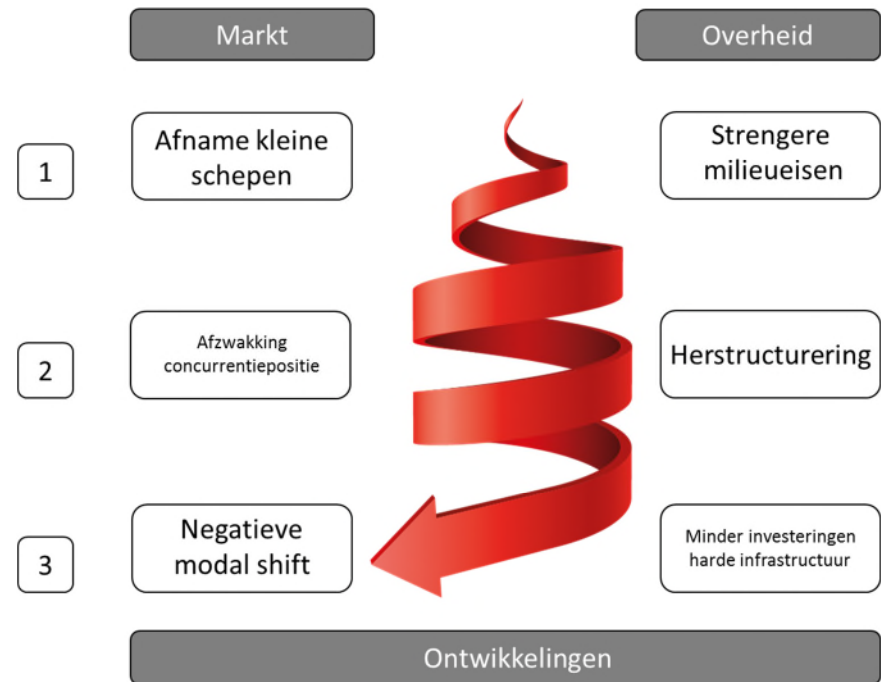 Markt
Overheid
1
Afname kleine
schepen
Strengere
milieueisen
2
Afzwakking
concurrentiepositie
Herstructurering
3
Negatieve
modal shift
Minder investeringen
harde infrastructuur
Ontwikkelingen